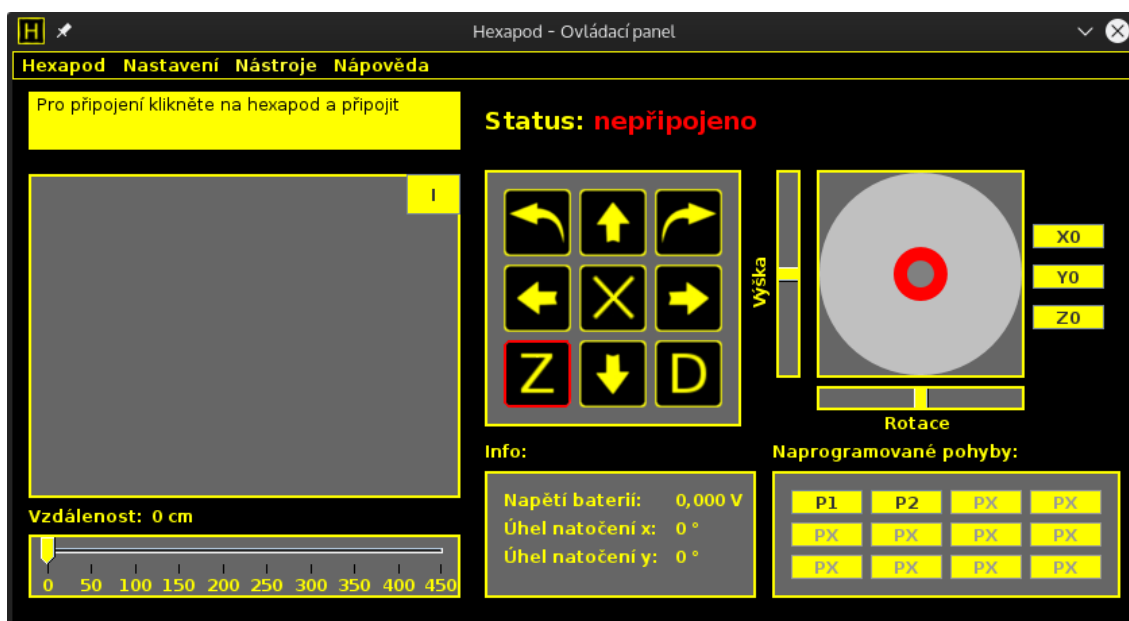 H
Hexapod – Ovládací panel
Hexapod Nastavení Nástroje Nápověda
Pro připojení klikněte na hexapod a připojit
Status: nepřipojeno
I
X0
Y0
Z0
Výška
Z
D
Rotace
Vzdálenost: 0 cm
0 50 100 150 200 250 300 350 400 450
Info:
Napětí baterií: 0,000 V
Úhel natočení x: 0 °
Úhel natočení y: 0 °
Naprogramované pohyby:
P1 P2 PX PX
PX PX PX PX
PX PX PX PX